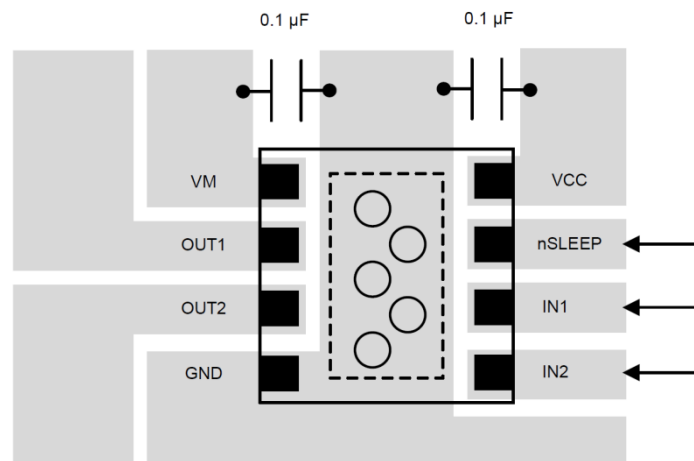 0.1 µF
0.1 µF
VM
VCC
OUT1
nSLEEP
OUT2
IN1
GND
IN2